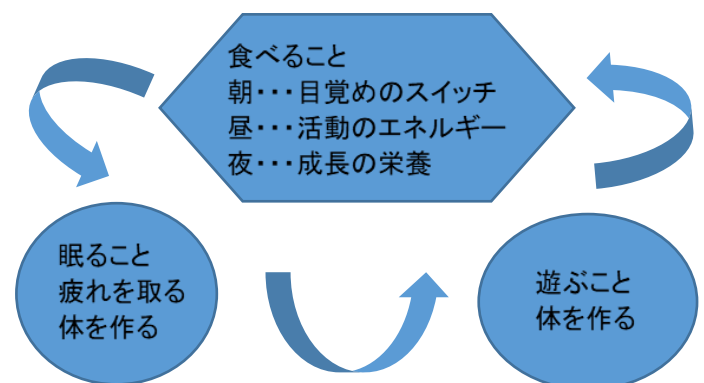 食べること
朝・・・目覚めのスイッチ
昼・・・活動のエネルギー
夜・・・成長の栄養
眠ること
疲れを取る
体を作る
遊ぶこと
体を作る